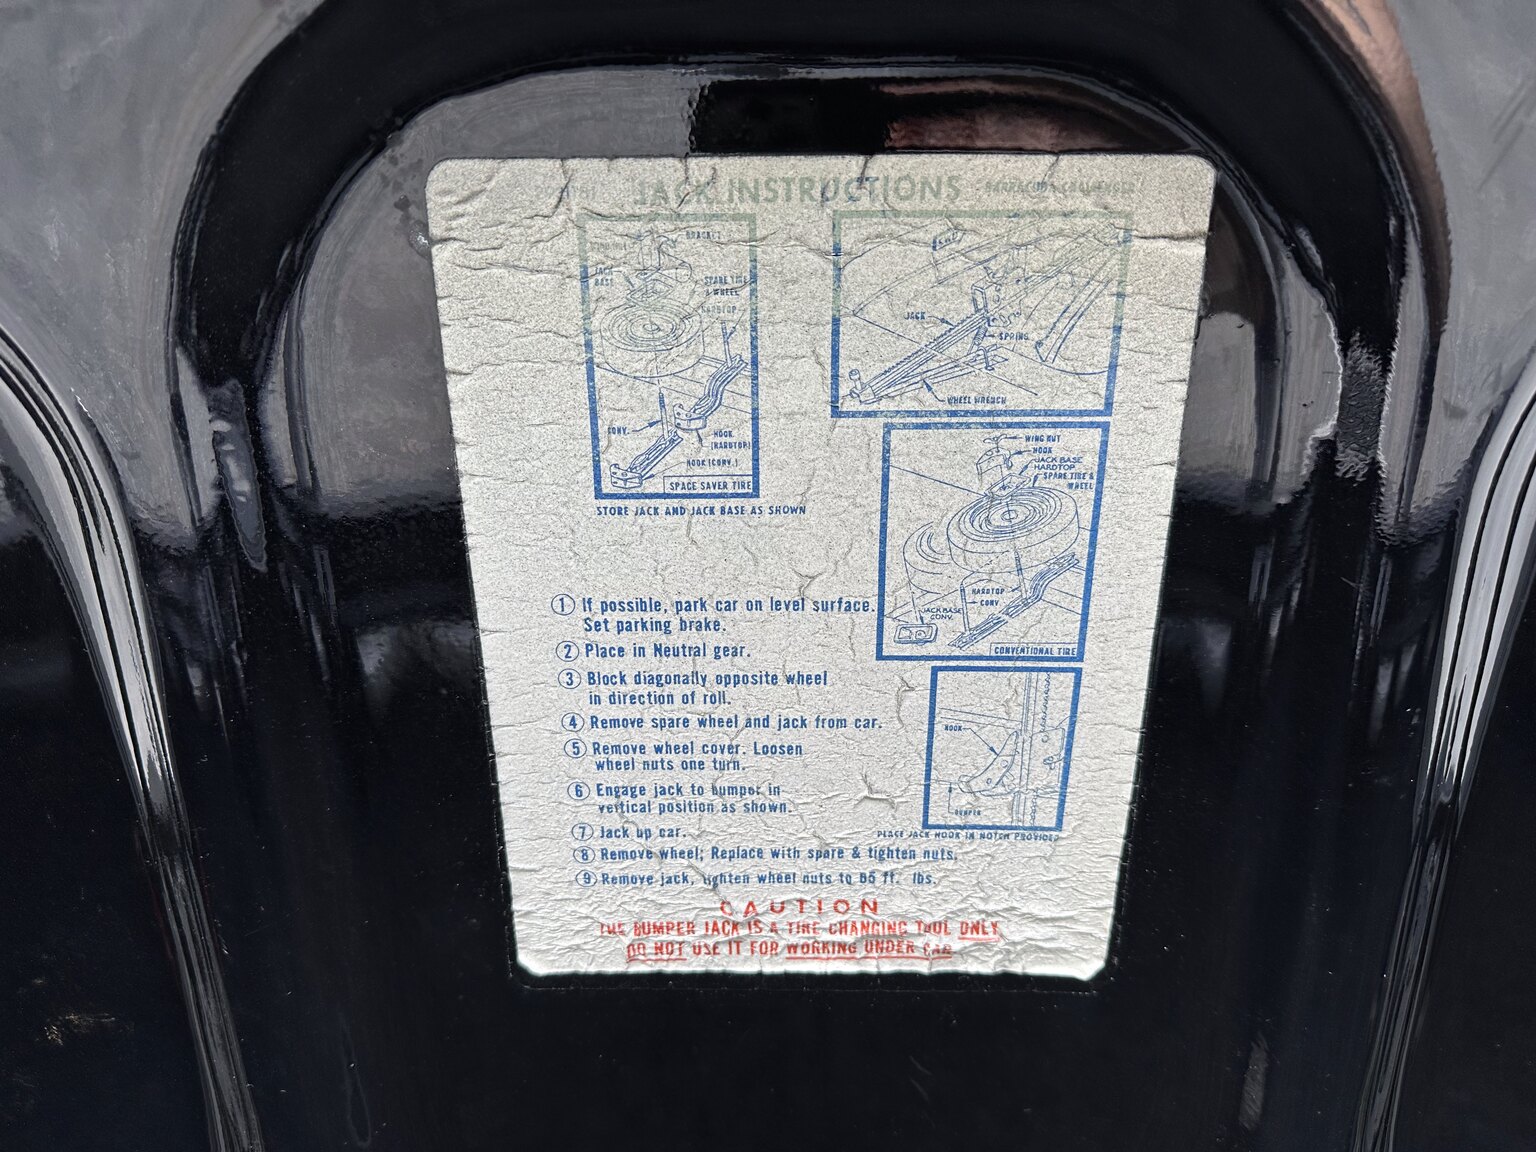 JACK INSTRUCTIONS
BRACKET
JACK
BASE
SPARE TIRE
& WHEEL
HARDTOP
CONV.
HOOK
(HARDTOP)
HOOK (CONV.)
SPACE SAVER TIRE
STORE JACK AND JACK BASE AS SHOWN
JACK
SPRING
WHEEL WRENCH
WING NUT
HOOK
JACK BASE
HARDTOP
SPARE TIRE &
WHEEL
HARDTOP
CONV
JACK BASE
CONV.
CONVENTIONAL TIRE
HOOK
BUMPER
PLACE JACK HOOK IN NOTCH PROVIDED
1 If possible, park car on level surface.
Set parking brake.
2 Place in Neutral gear.
3 Block diagonally opposite wheel
in direction of roll.
4 Remove spare wheel and jack from car.
5 Remove wheel cover. Loosen
wheel nuts one turn.
6 Engage jack to bumper in
vertical position as shown.
7 Jack up car.
8 Remove wheel; Replace with spare & tighten nuts.
9 Remove jack, tighten wheel nuts to 65 ft. lbs.
CAUTION
THE BUMPER JACK IS A TIRE CHANGING TOOL ONLY
DO NOT USE IT FOR WORKING UNDER CAR